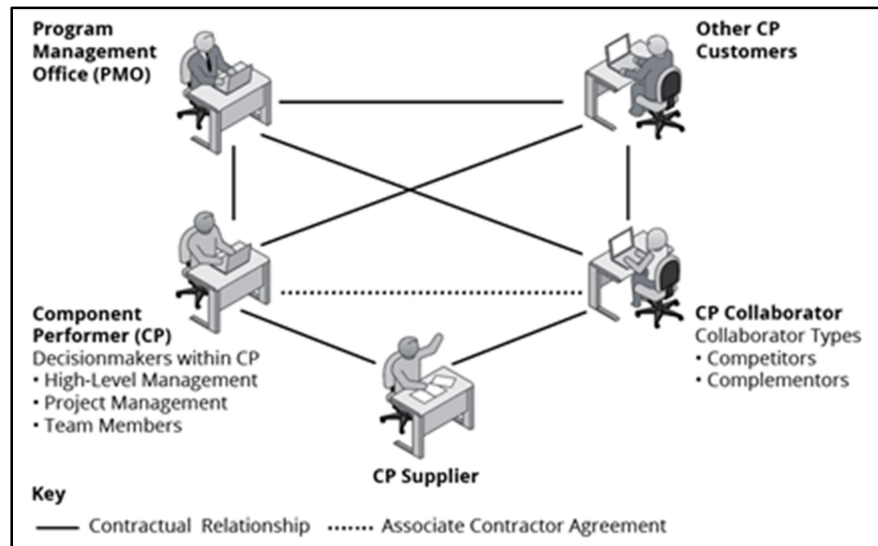 Program
Management
Office (PMO)
Other CP
Customers
Component
Performer (CP)
Decisionmakers within CP
• High-Level Management
• Project Management
• Team Members
CP Collaborator
Collaborator Types
• Competitors
• Complementors
CP Supplier
Key
Contractual Relationship
Associate Contractor Agreement